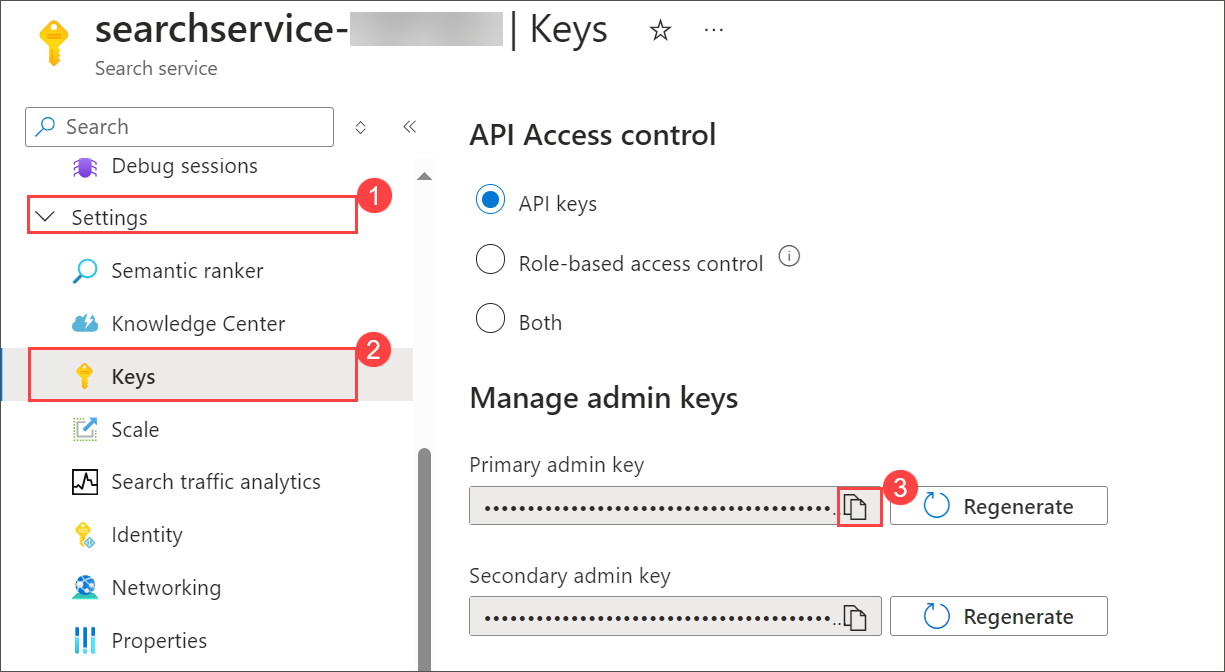 searchservice- | Keys
Search service
Search
Debug sessions
Settings
1
Semantic ranker
Knowledge Center
Keys
2
Scale
Search traffic analytics
Identity
Networking
Properties
API Access control
API keys
Role-based access control
Both
Manage admin keys
Primary admin key
3
Regenerate
Secondary admin key
Regenerate